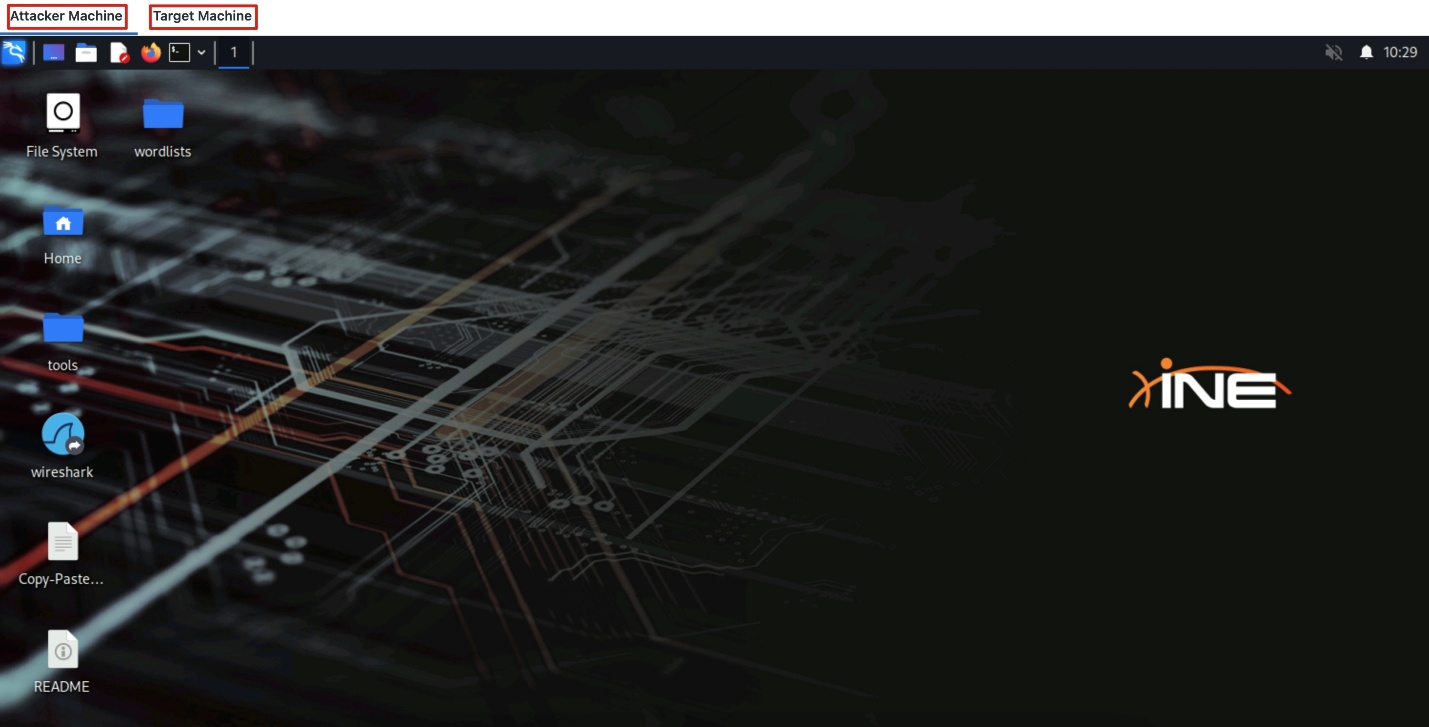 Attacker Machine
Target Machine
1
10:29
File System
wordlists
Home
tools
INE
wireshark
Copy-Paste...
README